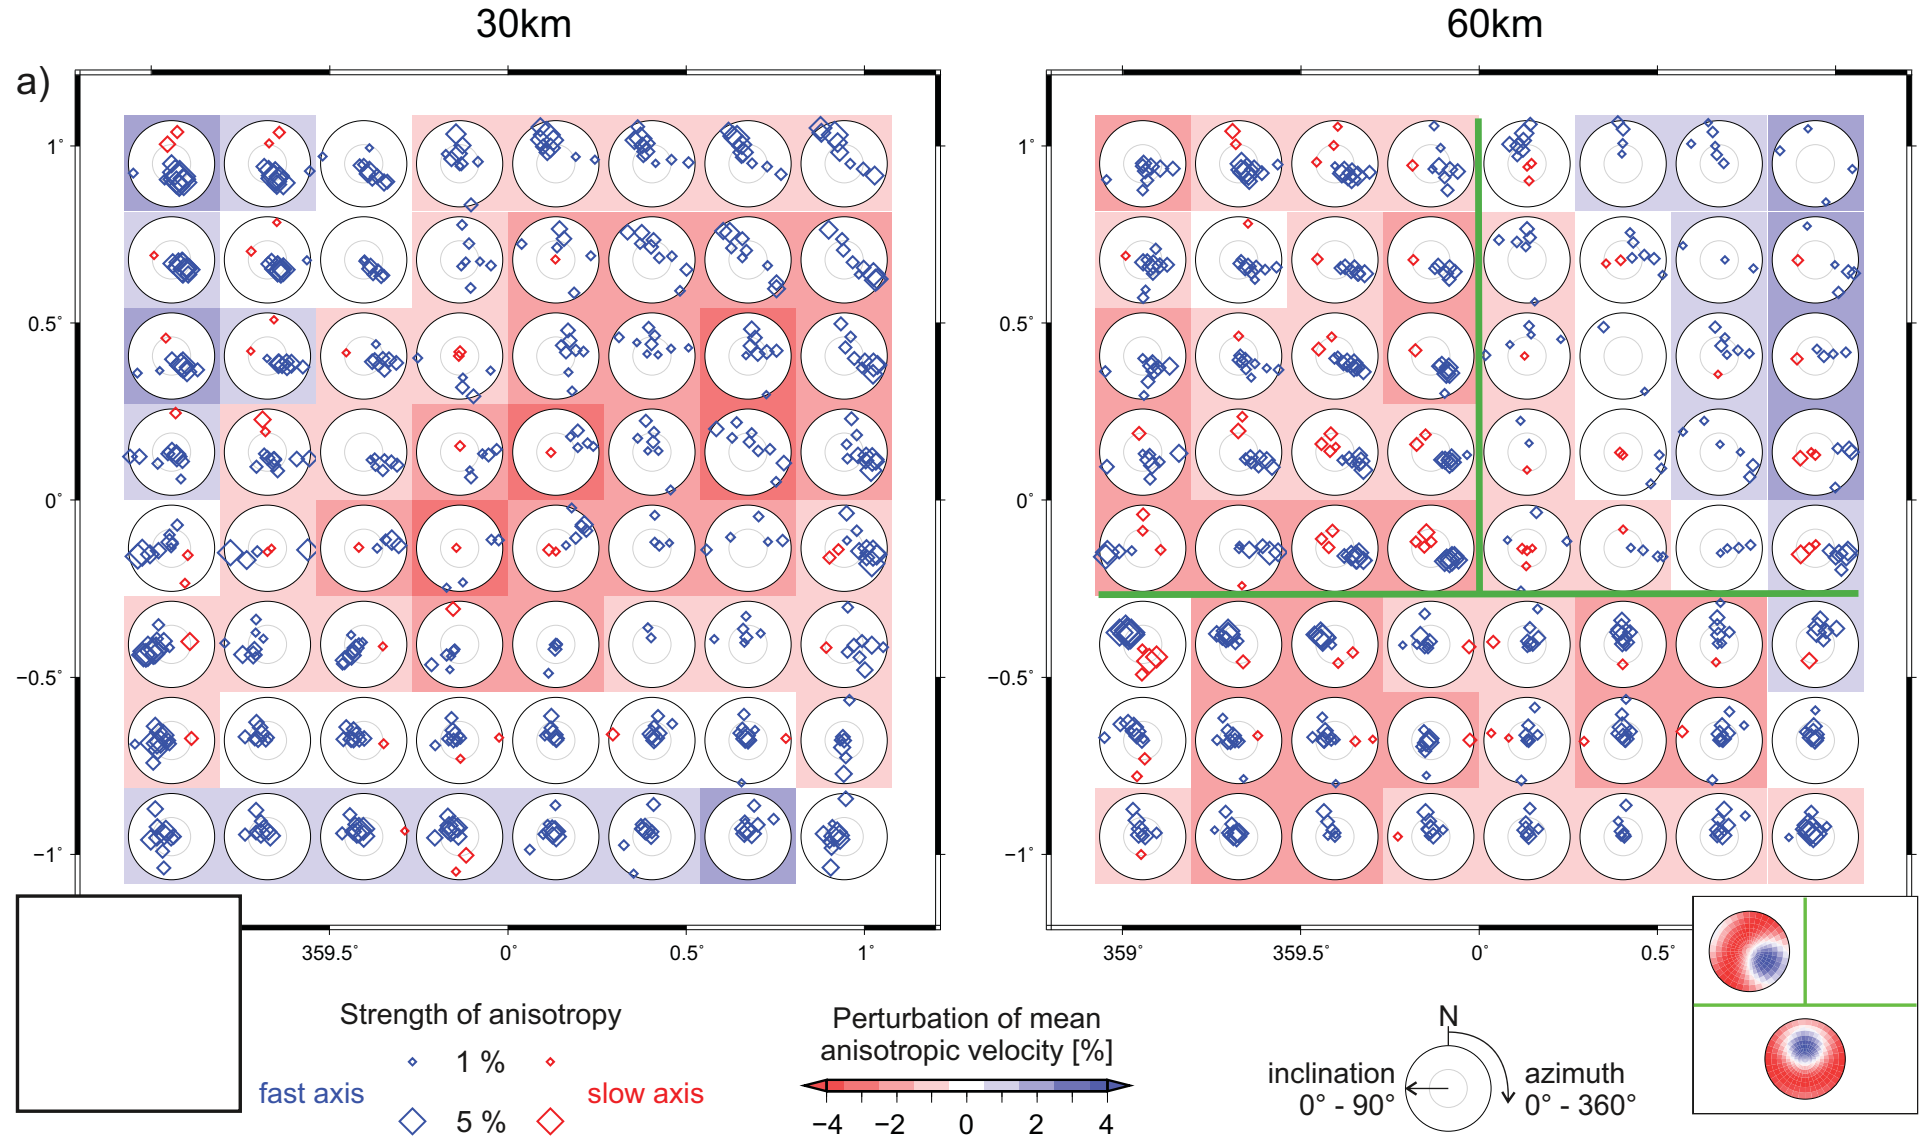 30km
60km
a)
1°
0.5°
0°
−0.5°
−1°
359.5°
0°
0.5°
1°
1°
0.5°
0°
−0.5°
−1°
359°
359.5°
0°
0.5°
Strength of anisotropy
1 %
fast axis
slow axis
5 %
Perturbation of mean
anisotropic velocity [%]
−4
−2
0
2
4
N
inclination
0° - 90°
azimuth
0° - 360°